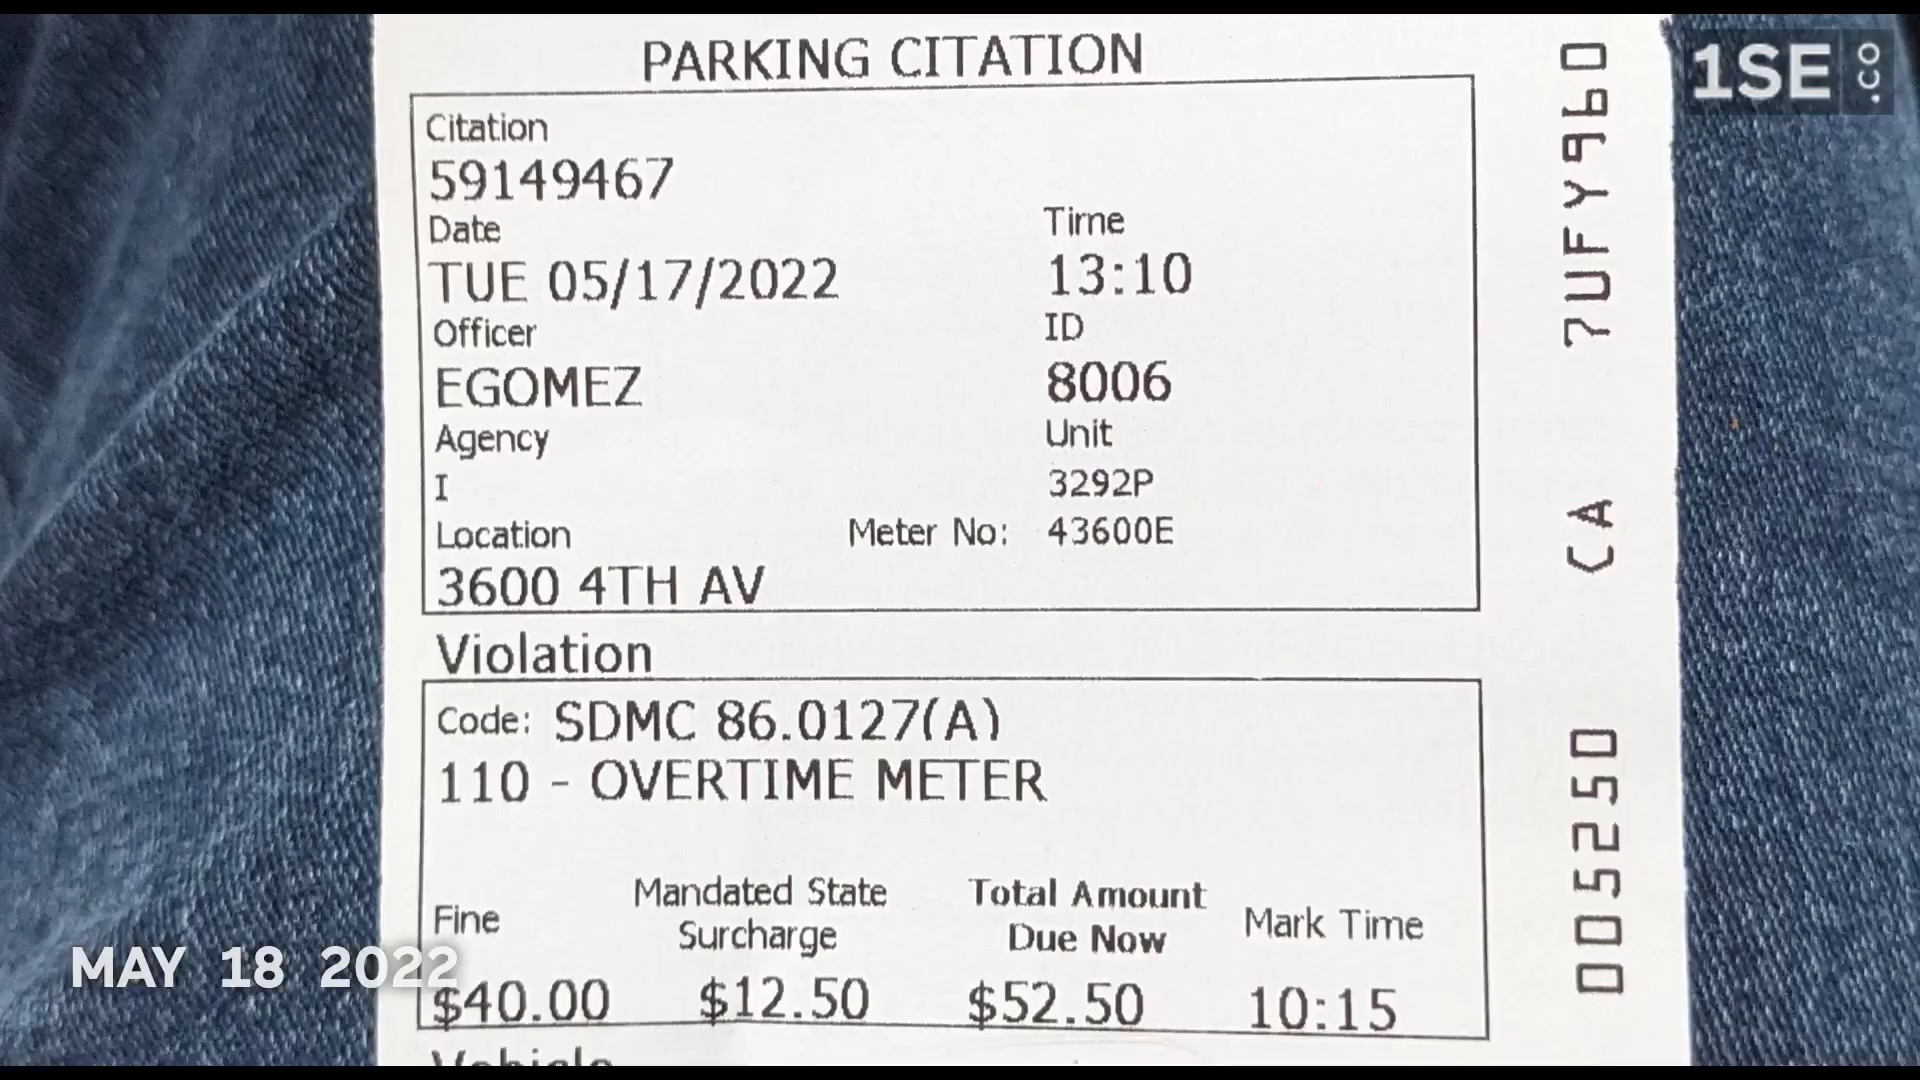 PARKING CITATION
Citation
59149467
Date Time
TUE 05/17/2022 13:10
Officer ID
EGOMEZ 8006
Agency Unit
I 3292P
Location Meter No: 43600E
3600 4TH AV
Violation
Code: SDMC 86.0127(A)
110 - OVERTIME METER
Fine Mandated State Surcharge Total Amount Due Now Mark Time
$40.00 $12.50 $52.50 10:15
Vehicle
005250 CA 7UFY960
MAY 18 2022
1SE.co